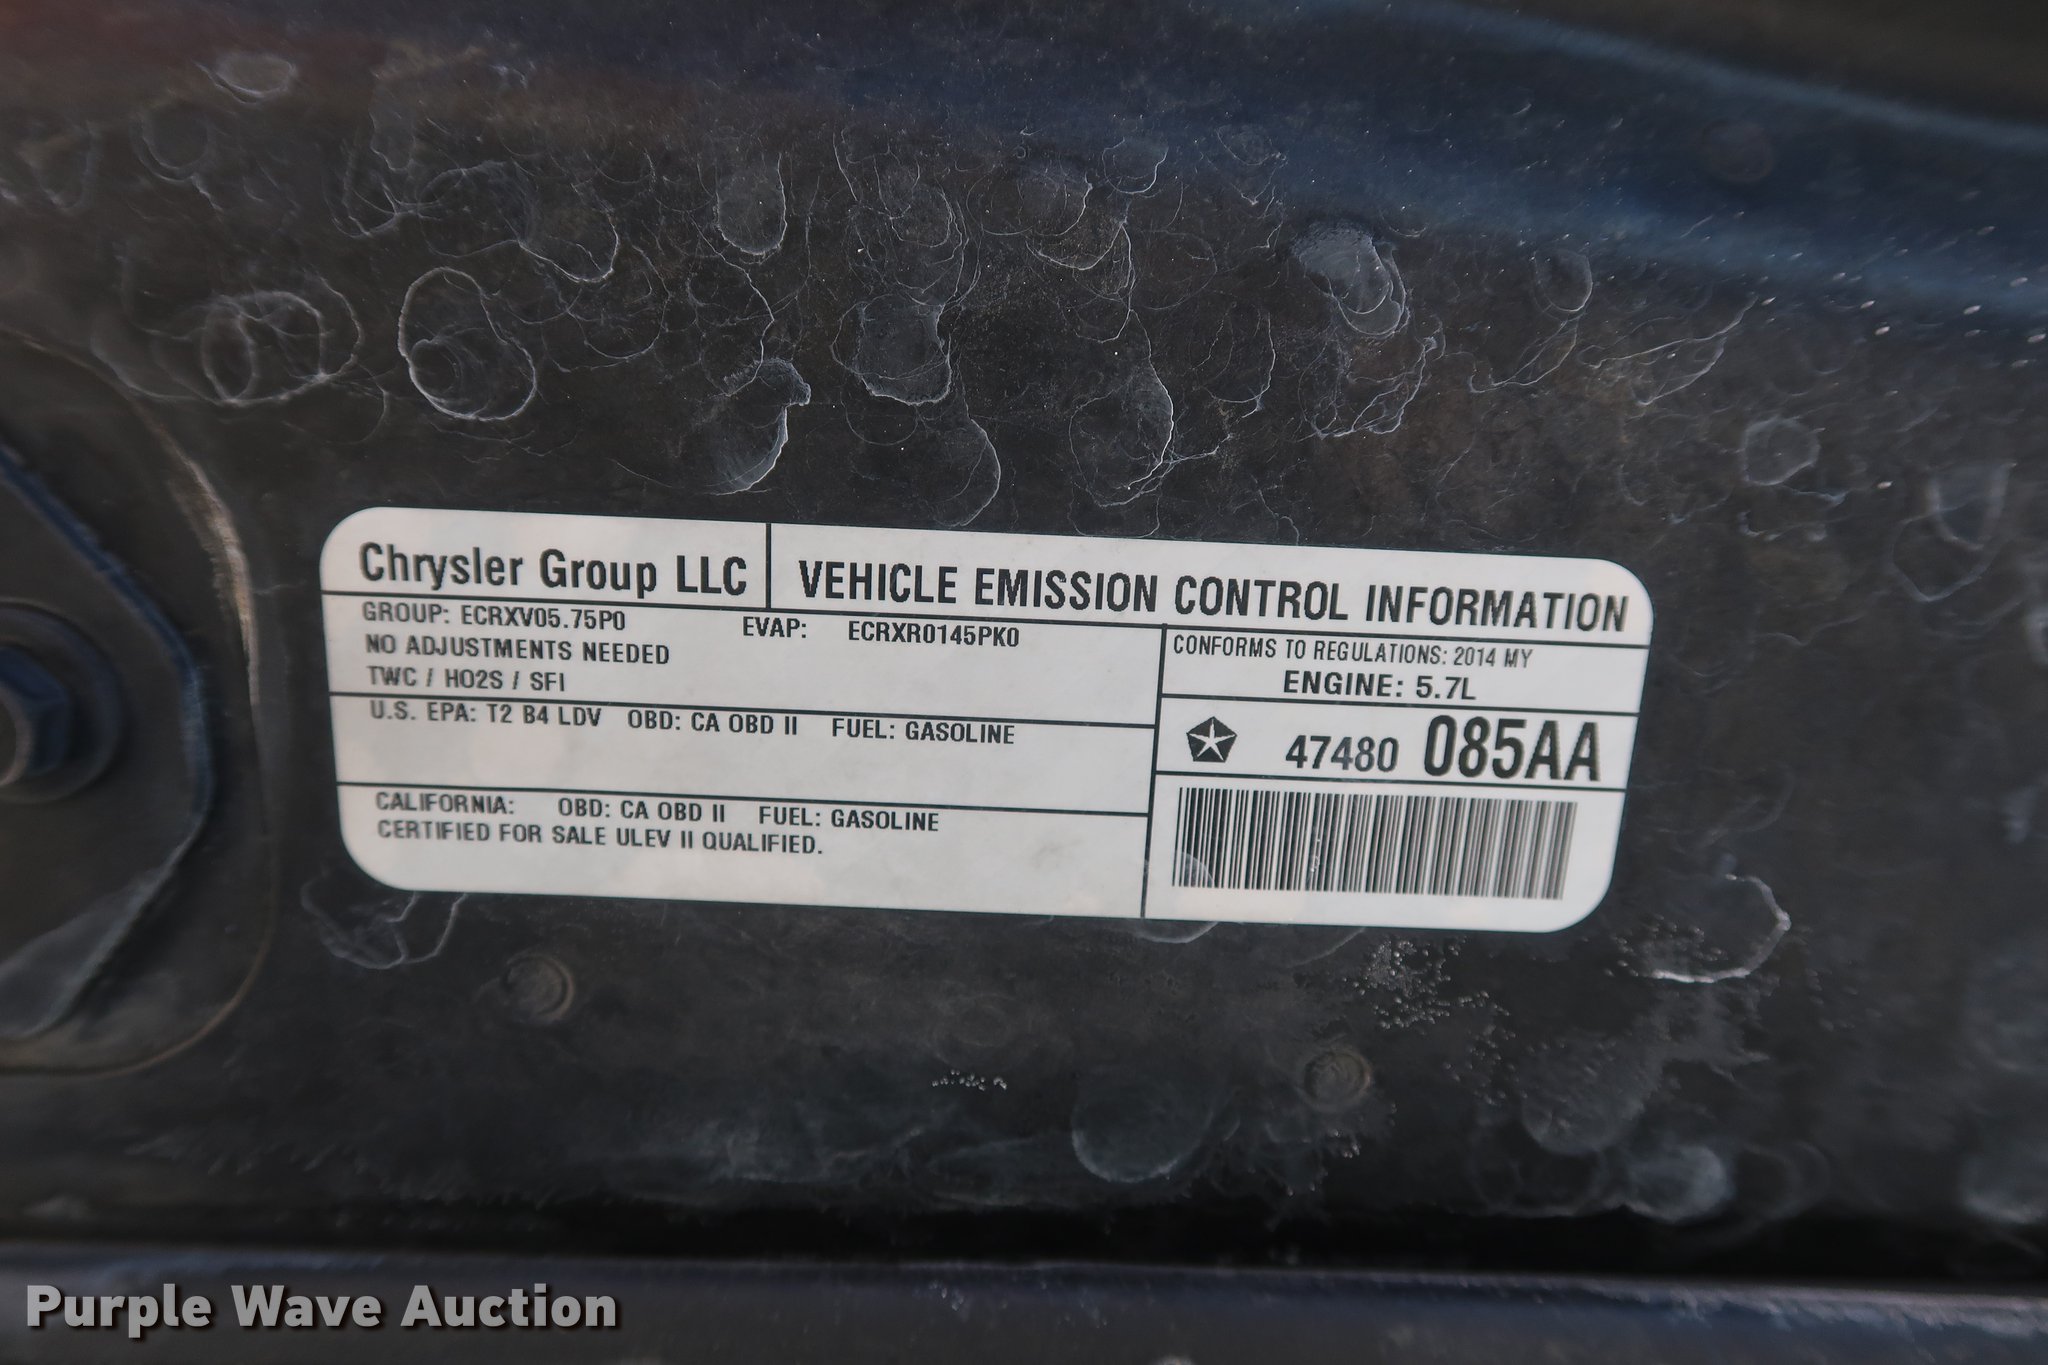 Chrysler Group LLC
VEHICLE EMISSION CONTROL INFORMATION
GROUP: ECRXV05.75P0
EVAP: ECRXR0145PK0
NO ADJUSTMENTS NEEDED
TWC / HO2S / SFI
CONFORMS TO REGULATIONS: 2014 MY
ENGINE: 5.7L
U.S. EPA: T2 B4 LDV OBD: CA OBD II FUEL: GASOLINE
47480 085AA
CALIFORNIA: OBD: CA OBD II FUEL: GASOLINE
CERTIFIED FOR SALE ULEV II QUALIFIED.
Purple Wave Auction